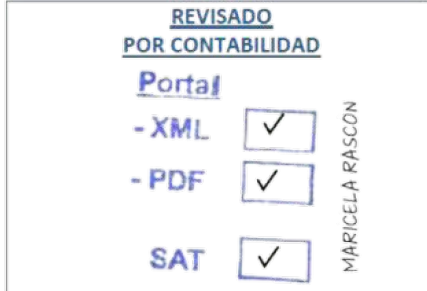 REVISADO
POR CONTABILIDAD
Portal
- XML ✓
- PDF ✓
SAT ✓
MARICELA RASCON